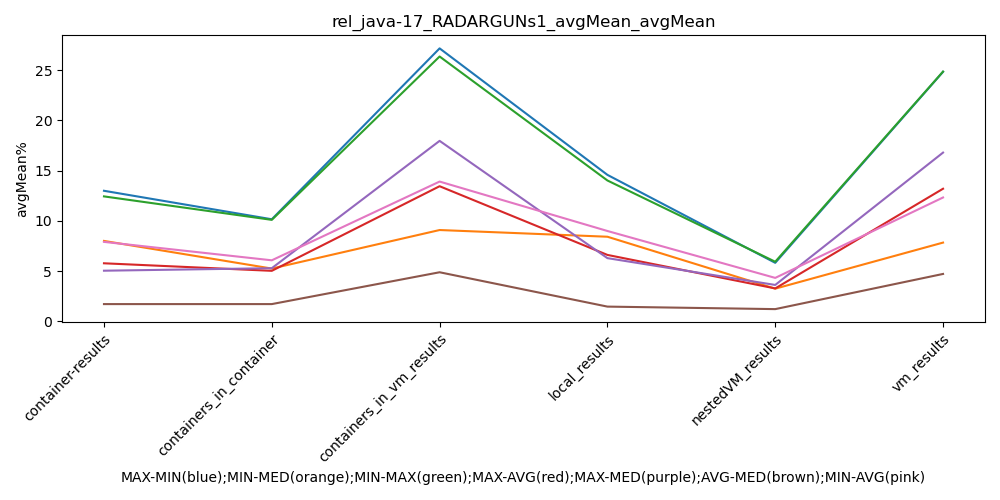 rel_java-17_RADARGUNs1_avgMean_avgMean
avgMean%
25
20
15
10
5
0
container-results
containers_in_container
containers_in_vm_results
local_results
nestedVM_results
vm_results
MAX-MIN(blue);MIN-MED(orange);MIN-MAX(green);MAX-AVG(red);MAX-MED(purple);AVG-MED(brown);MIN-AVG(pink)